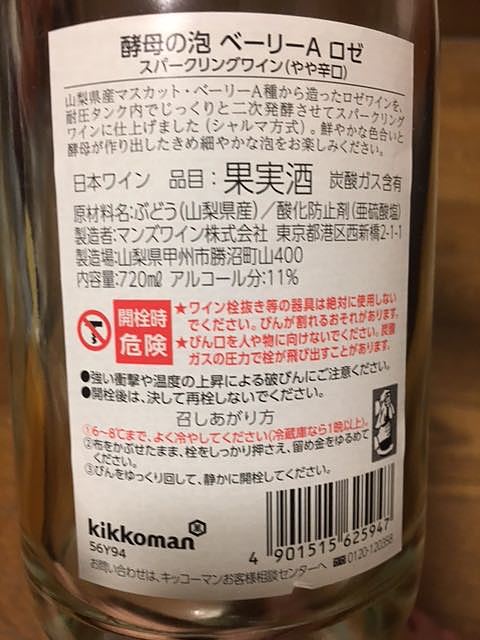 酵母の泡 ベーリーA ロゼ
スパークリングワイン(やや辛口)
山梨県産マスカット・ベーリーA種から造ったロゼワインを、
耐圧タンク内でじっくりと二次発酵させてスパークリング
ワインに仕上げました(シャルマ方式)。鮮やかな色合いと
酵母が作り出したきめ細やかな泡をお楽しみください。
日本ワイン 品目:果実酒 炭酸ガス含有
原材料名:ぶどう(山梨県産)/酸化防止剤(亜硫酸塩)
製造者:マンズワイン株式会社 東京都港区西新橋2-1-1
製造場:山梨県甲州市勝沼町山400
内容量:720㎖ アルコール分:11%
開栓時
危険
★ワイン栓抜き等の器具は絶対に使用しない
でください。びんが割れるおそれがあります。
★びん口を人や物に向けないでください。炭酸
ガスの圧力で栓が飛び出すことがあります。
●強い衝撃や温度の上昇による破びんにご注意ください。
●開栓後は、決して再栓しないでください。
召しあがり方
①6~8℃まで、よく冷やしてください(冷蔵庫なら1晩以上)。
②布をかぶせたまま、栓をしっかり押さえ、留め金をゆるめて
ください。
③びんをゆっくり回して、静かに開栓してください。
kikkoman
56Y94
4 901515 625947
お問い合わせは、キッコーマンお客様相談センターへ 0120-120358